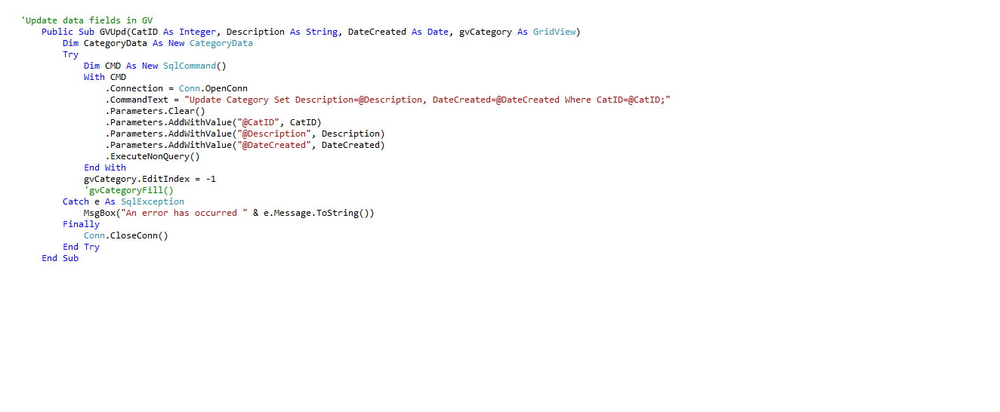 'Update data fields in GV
Public Sub GVUpd(CatID As Integer, Description As String, DateCreated As Date, gvCategory As GridView)
Dim CategoryData As New CategoryData
Try
Dim CMD As New SqlCommand()
With CMD
.Connection = Conn.OpenConn
.CommandText = "Update Category Set Description=@Description, DateCreated=@DateCreated Where CatID=@CatID;"
.Parameters.Clear()
.Parameters.AddWithValue("@CatID", CatID)
.Parameters.AddWithValue("@Description", Description)
.Parameters.AddWithValue("@DateCreated", DateCreated)
.ExecuteNonQuery()
End With
gvCategory.EditIndex = -1
'gvCategoryFill()
Catch e As SqlException
MsgBox("An error has occurred " & e.Message.ToString())
Finally
Conn.CloseConn()
End Try
End Sub